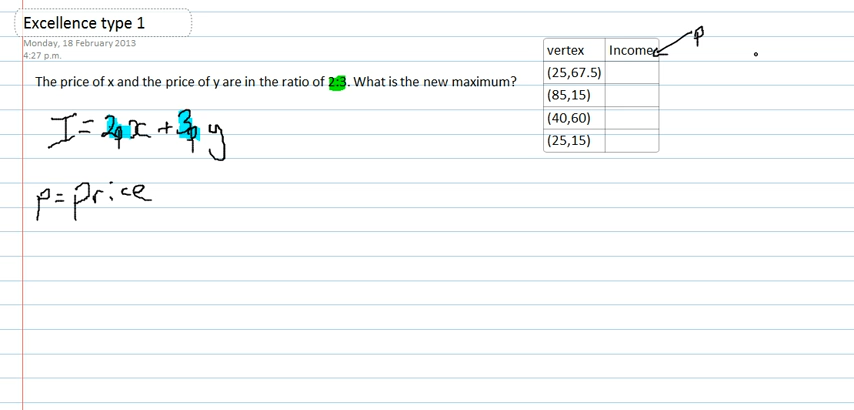 Excellence type 1
Monday, 18 February 2013
4:27 p.m.
The price of x and the price of y are in the ratio of 2:3. What is the new maximum?
I = 2px + 3py
p = price
p
vertex Income
(25,67.5)
(85,15)
(40,60)
(25,15)